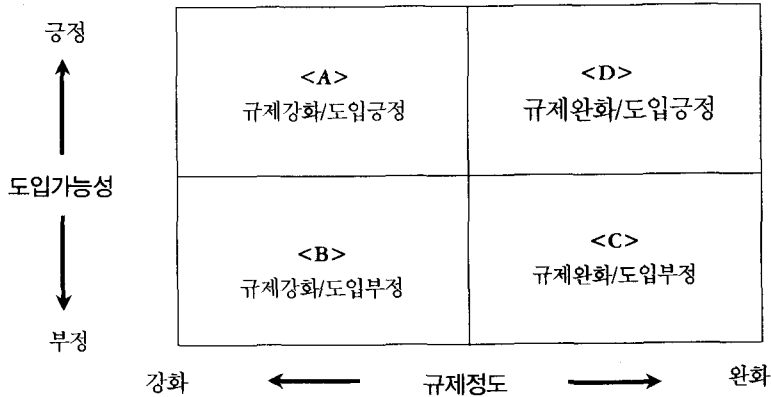 긍정
<A>
규제강화/도입긍정
<D>
규제완화/도입긍정
도입가능성
<B>
규제강화/도입부정
<C>
규제완화/도입부정
부정
강화
규제정도
완화